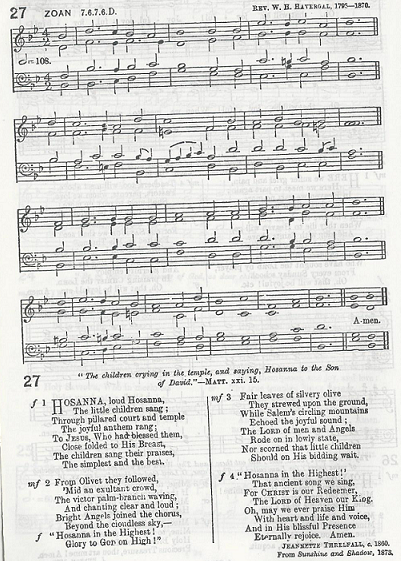 27 ZOAN 7.6.7.6.D. REV. W. H. HAVERGAL, 1793—1870.
=108.
A-men.
"The children crying in the temple, and saying, Hosanna to the Son
of David."—MATT. xxi. 15.
27
f 1 HOSANNA, loud Hosanna,
The little children sang;
Through pillared court and temple
The joyful anthem rang;
To JESUS, Who had blessed them,
Close folded to His Breast,
The children sang their praises,
The simplest and the best.
mf 2 From Olivet they followed,
'Mid an exultant crowd,
The victor palm-branch waving,
And chanting clear and loud;
Bright Angels joined the chorus,
Beyond the cloudless sky,—
f "Hosanna in the Highest!
Glory to GOD on High!"
mf 3 Fair leaves of silvery olive
They strewed upon the ground,
While Salem's circling mountains
Echoed the joyful sound;
The LORD of men and Angels
Rode on in lowly state,
Nor scorned that little children
Should on His bidding wait.
f 4 "Hosanna in the Highest!"
That ancient song we sing,
For CHRIST is our Redeemer,
The LORD of Heaven our King.
Oh, may we ever praise Him
With heart and life and voice,
And in His blissful Presence
Eternally rejoice. Amen.
JEANNETTE THRELFALL, c. 1860.
From Sunshine and Shadow, 1873.